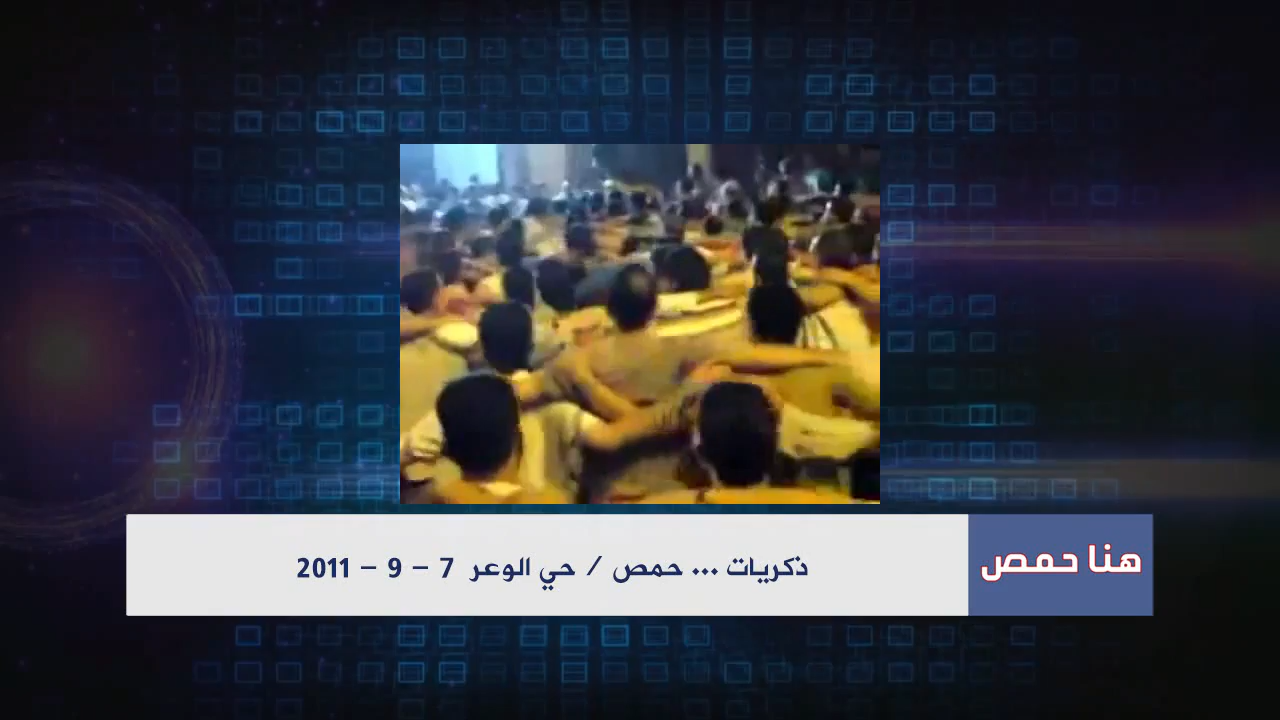 هنا حمص
ذكريات ... حمص / حي الوعر 7 - 9 - 2011